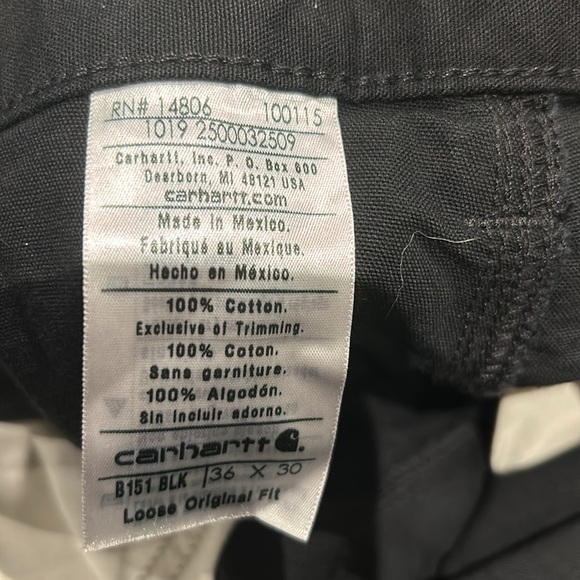 RN# 14806 100115
1019 2500032509
Carhartt, Inc. P. O. Box 600
Dearborn, MI 48121 USA
carhartt.com
Made in Mexico.
Fabriqué au Mexique.
Hecho en México.
100% Cotton.
Exclusive of Trimming.
100% Coton.
Sans garniture.
100% Algodón.
Sin incluir adorno.
carhartt
B151 BLK 36 X 30
Loose Original Fit